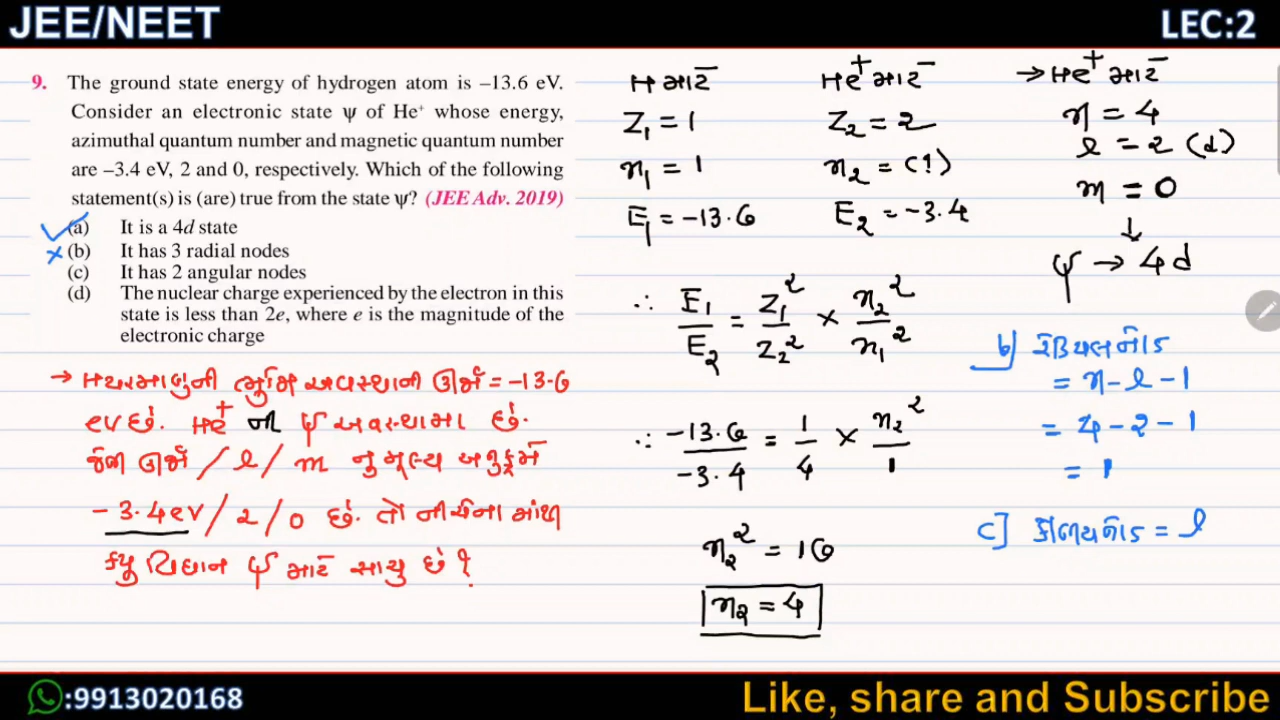 JEE/NEET
LEC:2
9. The ground state energy of hydrogen atom is –13.6 eV.
Consider an electronic state ψ of He⁺ whose energy,
azimuthal quantum number and magnetic quantum number
are –3.4 eV, 2 and 0, respectively. Which of the following
statement(s) is (are) true from the state ψ? (JEE Adv. 2019)
(a) It is a 4d state
(b) It has 3 radial nodes
(c) It has 2 angular nodes
(d) The nuclear charge experienced by the electron in this
state is less than 2e, where e is the magnitude of the
electronic charge
→ H પરમાણુની ભૂમિ અવસ્થાની ઊર્જા = -13.6
eV છે. He⁺ ની ψ અવસ્થામાં છે.
જેની ઊર્જા / l / m નુ મૂલ્ય અનુક્રમે
-3.4eV / 2 / 0 છે. તો નીચેના માંથી
ક્યુ વિધાન ψ માટે સાચુ છે?
H માટે
Z₁ = 1
n₁ = 1
E₁ = -13.6
He⁺ માટે
Z₂ = 2
n₂ = (?)
E₂ = -3.4
∴ E₁/E₂ = Z₁²/Z₂² × n₂²/n₁²
∴ -13.6/-3.4 = 1/4 × n₂²/1
n₂² = 16
n₂ = 4
→ He⁺ માટે
n = 4
l = 2 (d)
m = 0
↓
ψ → 4d
b] રેડિયલ નોડ
= n - l - 1
= 4 - 2 - 1
= 1
c] કોણીય નોડ = l
:9913020168
Like, share and Subscribe